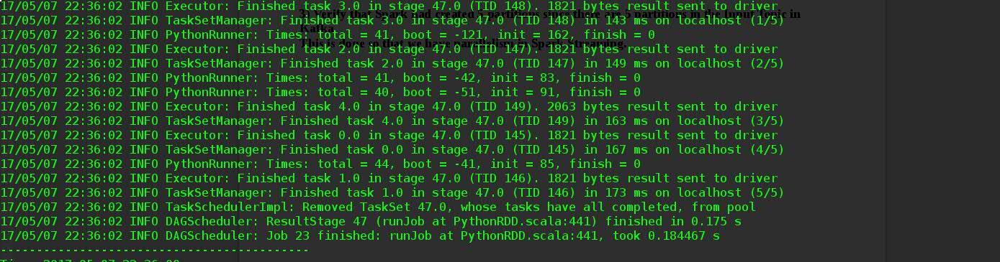 17/05/07 22:36:02 INFO Executor: Finished task 3.0 in stage 47.0 (TID 148). 1821 bytes result sent to driver
3) Verify that Spark had created 5 partitions since there are 5 partitions in the Input Topic in
17/05/07 22:36:02 INFO TaskSetManager: Finished task 3.0 in stage 47.0 (TID 148) in 143 ms on localhost (1/5)
Kafka.
17/05/07 22:36:02 INFO PythonRunner: Times: total = 41, boot = -121, init = 162, finish = 0
This is done so that we have parallelism in Spark Streaming.
17/05/07 22:36:02 INFO Executor: Finished task 2.0 in stage 47.0 (TID 147). 1821 bytes result sent to driver
17/05/07 22:36:02 INFO TaskSetManager: Finished task 2.0 in stage 47.0 (TID 147) in 149 ms on localhost (2/5)
17/05/07 22:36:02 INFO PythonRunner: Times: total = 41, boot = -42, init = 83, finish = 0
17/05/07 22:36:02 INFO PythonRunner: Times: total = 40, boot = -51, init = 91, finish = 0
17/05/07 22:36:02 INFO Executor: Finished task 4.0 in stage 47.0 (TID 149). 2063 bytes result sent to driver
17/05/07 22:36:02 INFO TaskSetManager: Finished task 4.0 in stage 47.0 (TID 149) in 163 ms on localhost (3/5)
17/05/07 22:36:02 INFO Executor: Finished task 0.0 in stage 47.0 (TID 145). 1821 bytes result sent to driver
17/05/07 22:36:02 INFO TaskSetManager: Finished task 0.0 in stage 47.0 (TID 145) in 167 ms on localhost (4/5)
17/05/07 22:36:02 INFO PythonRunner: Times: total = 44, boot = -41, init = 85, finish = 0
17/05/07 22:36:02 INFO Executor: Finished task 1.0 in stage 47.0 (TID 146). 1821 bytes result sent to driver
17/05/07 22:36:02 INFO TaskSetManager: Finished task 1.0 in stage 47.0 (TID 146) in 173 ms on localhost (5/5)
17/05/07 22:36:02 INFO TaskSchedulerImpl: Removed TaskSet 47.0, whose tasks have all completed, from pool
17/05/07 22:36:02 INFO DAGScheduler: ResultStage 47 (runJob at PythonRDD.scala:441) finished in 0.175 s
17/05/07 22:36:02 INFO DAGScheduler: Job 23 finished: runJob at PythonRDD.scala:441, took 0.184467 s
-------------------------------------------